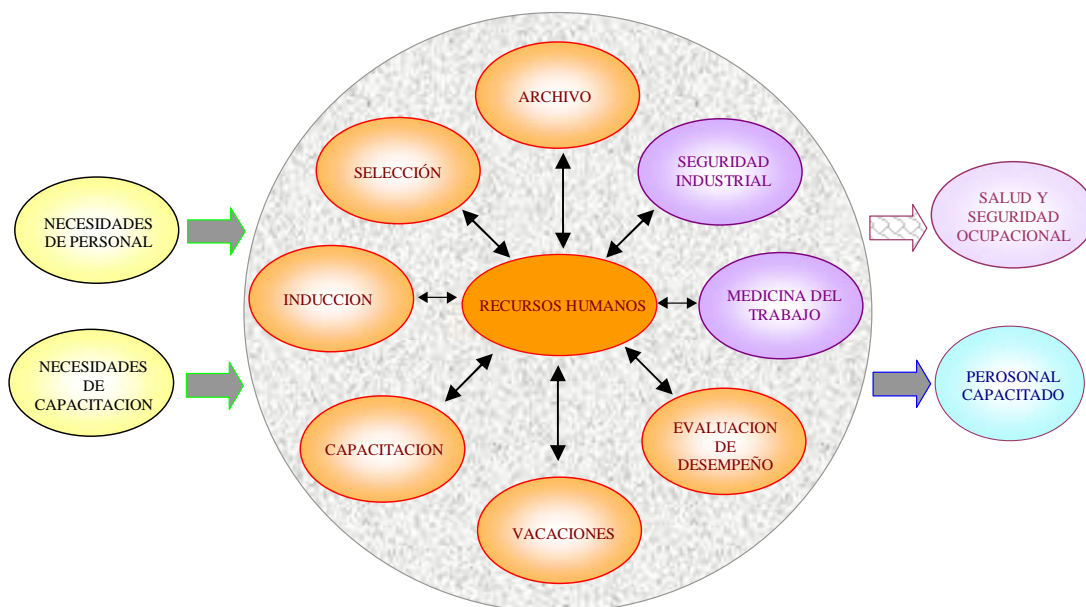 ARCHIVO
SELECCIÓN
SEGURIDAD
INDUSTRIAL
NECESIDADES
DE PERSONAL
SALUD Y
SEGURIDAD
OCUPACIONAL
INDUCCION
RECURSOS HUMANOS
MEDICINA DEL
TRABAJO
NECESIDADES
DE
CAPACITACION
PEROSONAL
CAPACITADO
CAPACITACION
EVALUACION
DE
DESEMPEÑO
VACACIONES